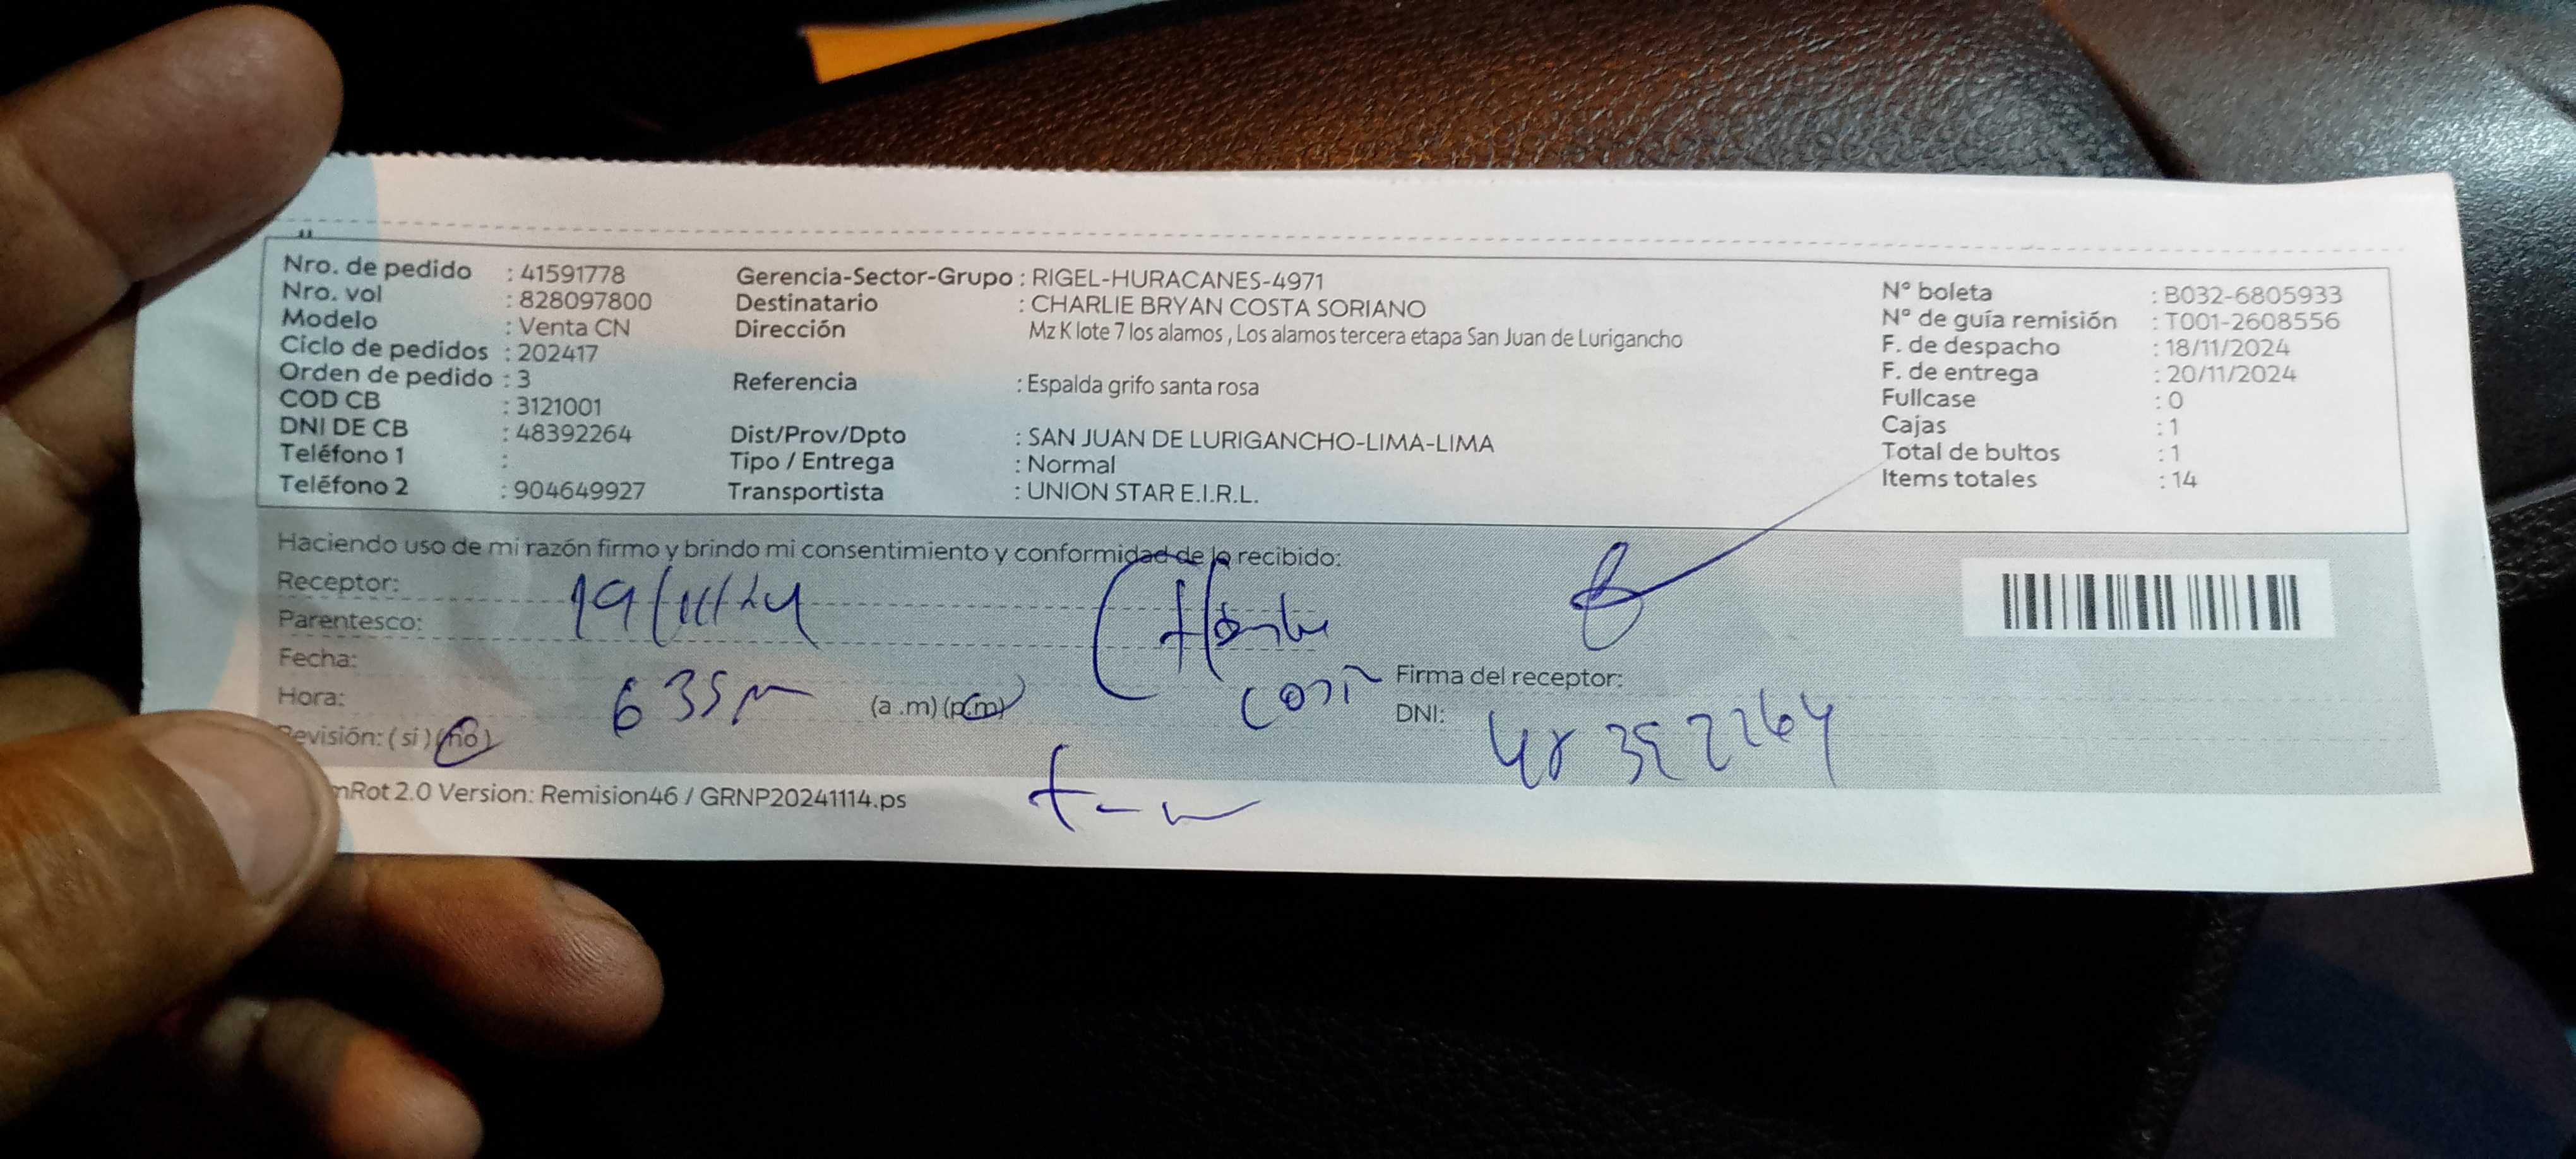 Nro. de pedido : 41591778
Nro. vol : 828097800
Modelo : Venta CN
Ciclo de pedidos : 202417
Orden de pedido : 3
COD CB : 3121001
DNI DE CB : 48392264
Teléfono 1 :
Teléfono 2 : 904649927
Gerencia-Sector-Grupo : RIGEL-HURACANES-4971
Destinatario : CHARLIE BRYAN COSTA SORIANO
Dirección Mz K lote 7 los alamos , Los alamos tercera etapa San Juan de Lurigancho
Referencia : Espalda grifo santa rosa
Dist/Prov/Dpto : SAN JUAN DE LURIGANCHO-LIMA-LIMA
Tipo / Entrega : Normal
Transportista : UNION STAR E.I.R.L.
N° boleta : B032-6805933
N° de guía remisión : T001-2608556
F. de despacho : 18/11/2024
F. de entrega : 20/11/2024
Fullcase : 0
Cajas : 1
Total de bultos : 1
Items totales : 14
Haciendo uso de mi razón firmo y brindo mi consentimiento y conformidad de lo recibido:
Receptor: 19/11/24
Parentesco:
Fecha:
Hora: 6 35 pm (a .m) (p.m)
Revisión: ( si ) (no)
Firma del receptor:
DNI: 48392264
mRot 2.0 Version: Remision46 / GRNP20241114.ps